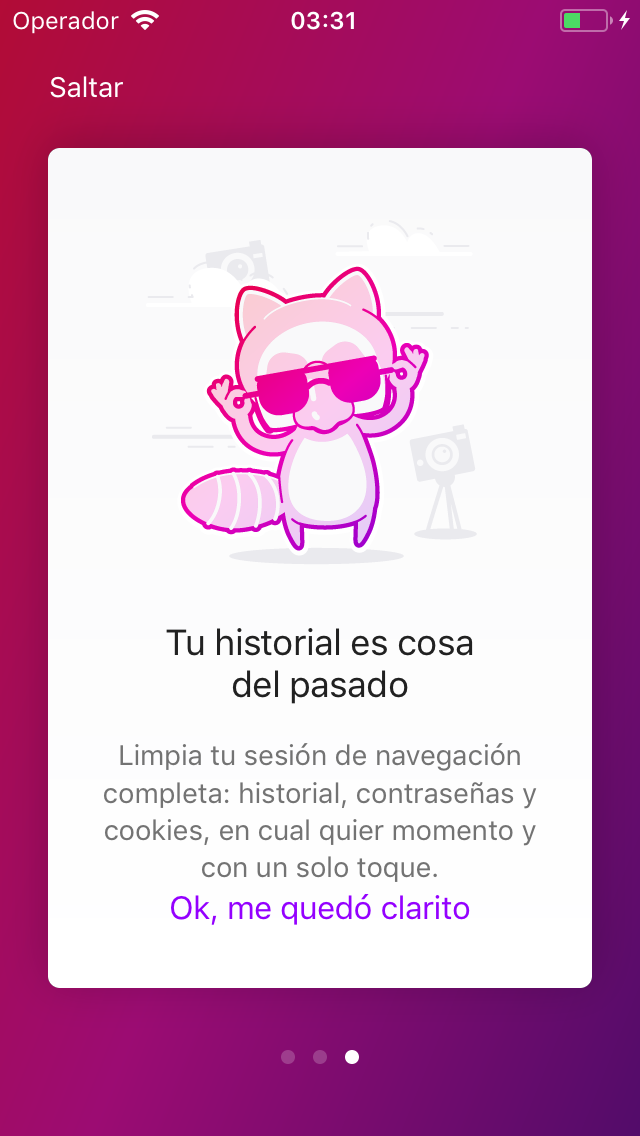 Operador 03:31
Saltar
Tu historial es cosa
del pasado
Limpia tu sesión de navegación
completa: historial, contraseñas y
cookies, en cual quier momento y
con un solo toque.
Ok, me quedó clarito